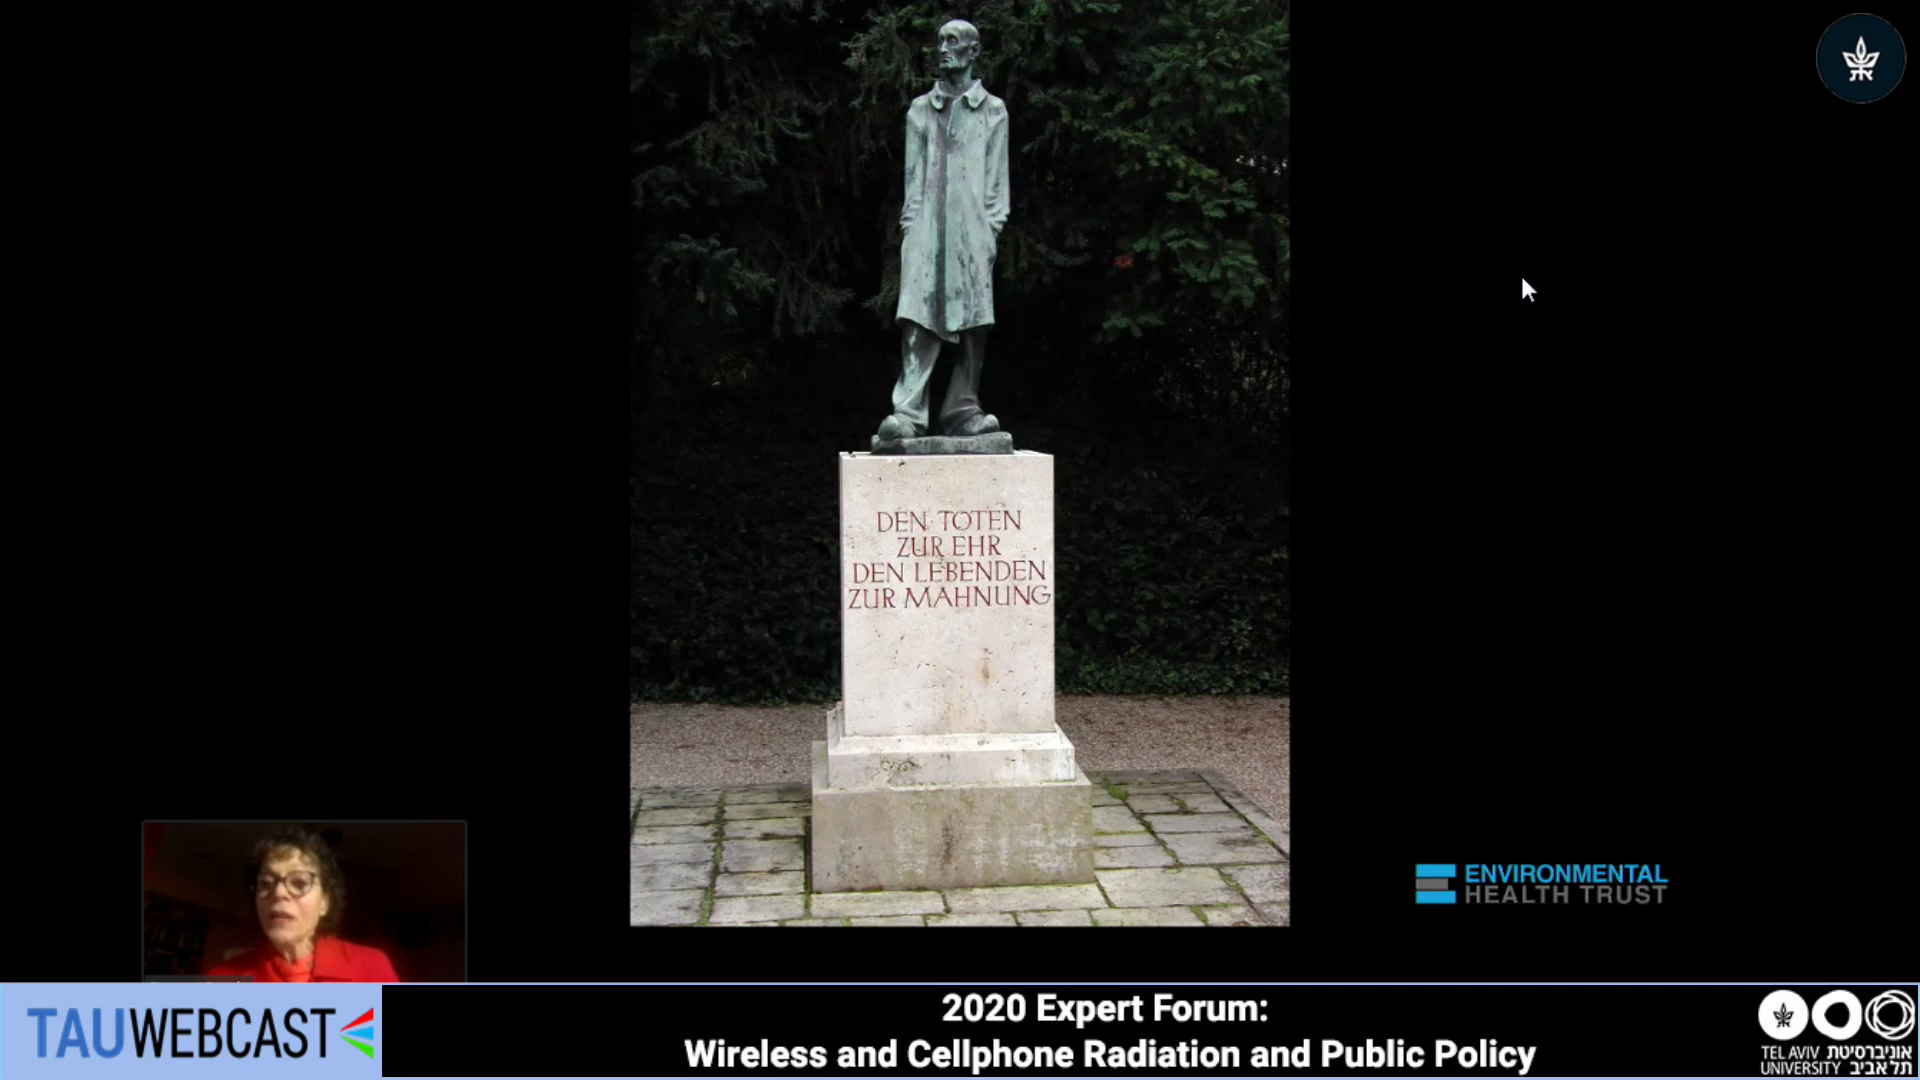 DEN TOTEN
ZUR EHR
DEN LEBENDEN
ZUR MAHNUNG
ENVIRONMENTAL
HEALTH TRUST
TAUWEBCAST
2020 Expert Forum:
Wireless and Cellphone Radiation and Public Policy
TEL AVIV אוניברסיטת
UNIVERSITY תל אביב